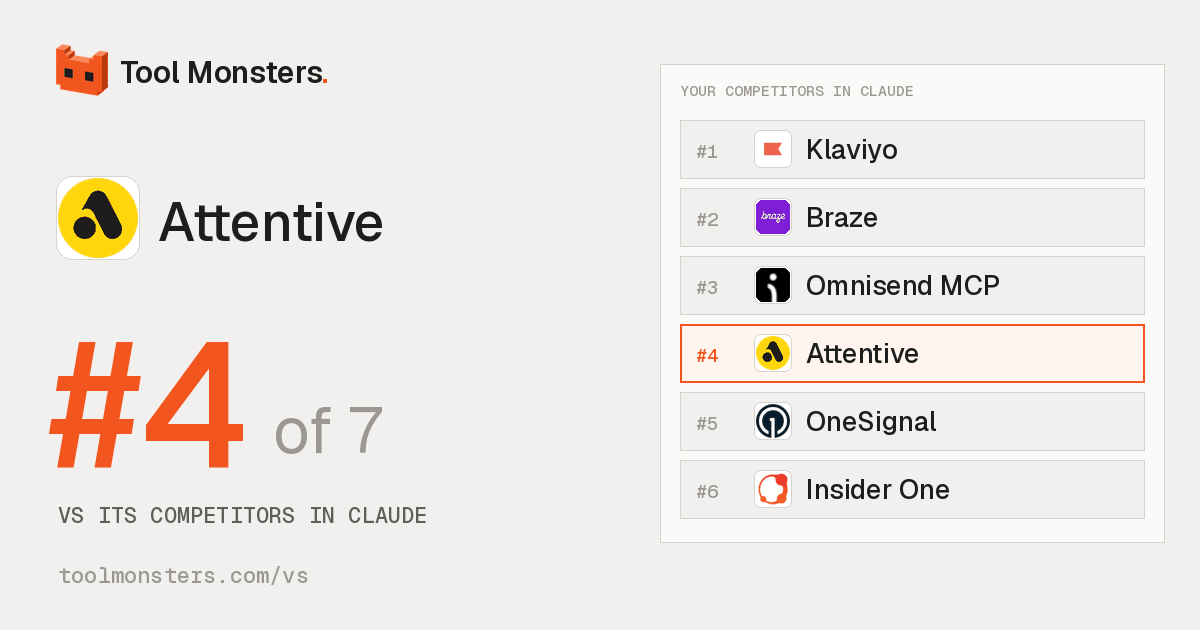 Tool Monsters.
Attentive
#4 of 7
VS ITS COMPETITORS IN CLAUDE
toolmonsters.com/vs
YOUR COMPETITORS IN CLAUDE
#1 Klaviyo
#2 braze Braze
#3 Omnisend MCP
#4 Attentive
#5 OneSignal
#6 Insider One